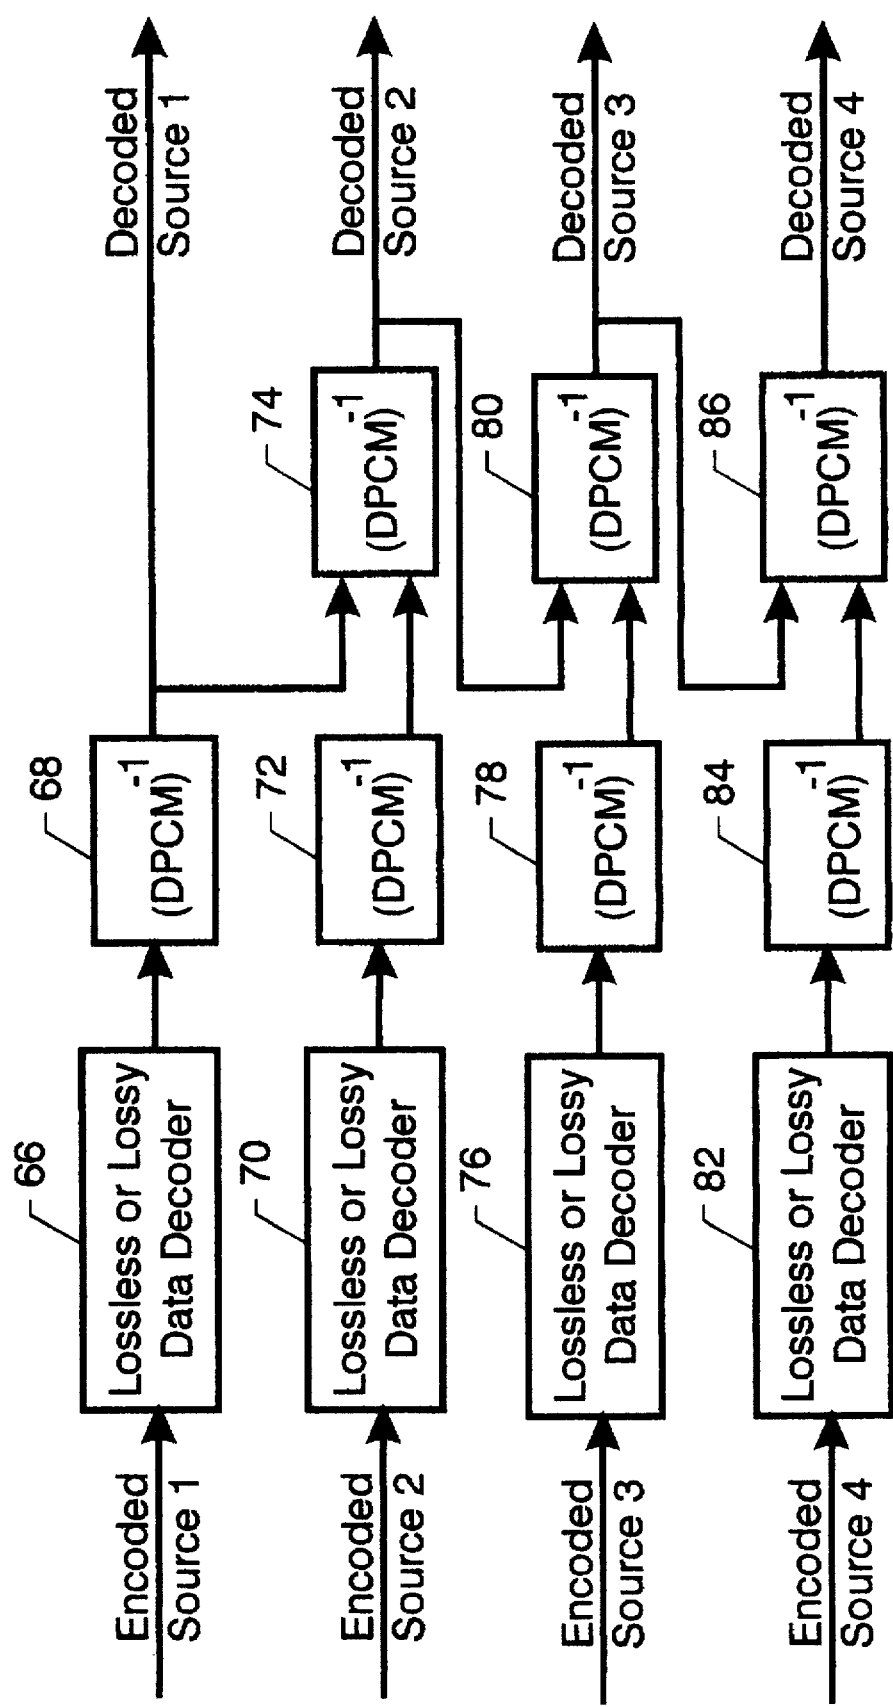 Encoded
Source 1
66
Lossless or Lossy
Data Decoder
68
(DPCM)-1
Decoded
Source 1
Encoded
Source 2
70
Lossless or Lossy
Data Decoder
72
(DPCM)-1
74
(DPCM)-1
Decoded
Source 2
Encoded
Source 3
76
Lossless or Lossy
Data Decoder
78
(DPCM)-1
80
(DPCM)-1
Decoded
Source 3
Encoded
Source 4
82
Lossless or Lossy
Data Decoder
84
(DPCM)-1
86
(DPCM)-1
Decoded
Source 4